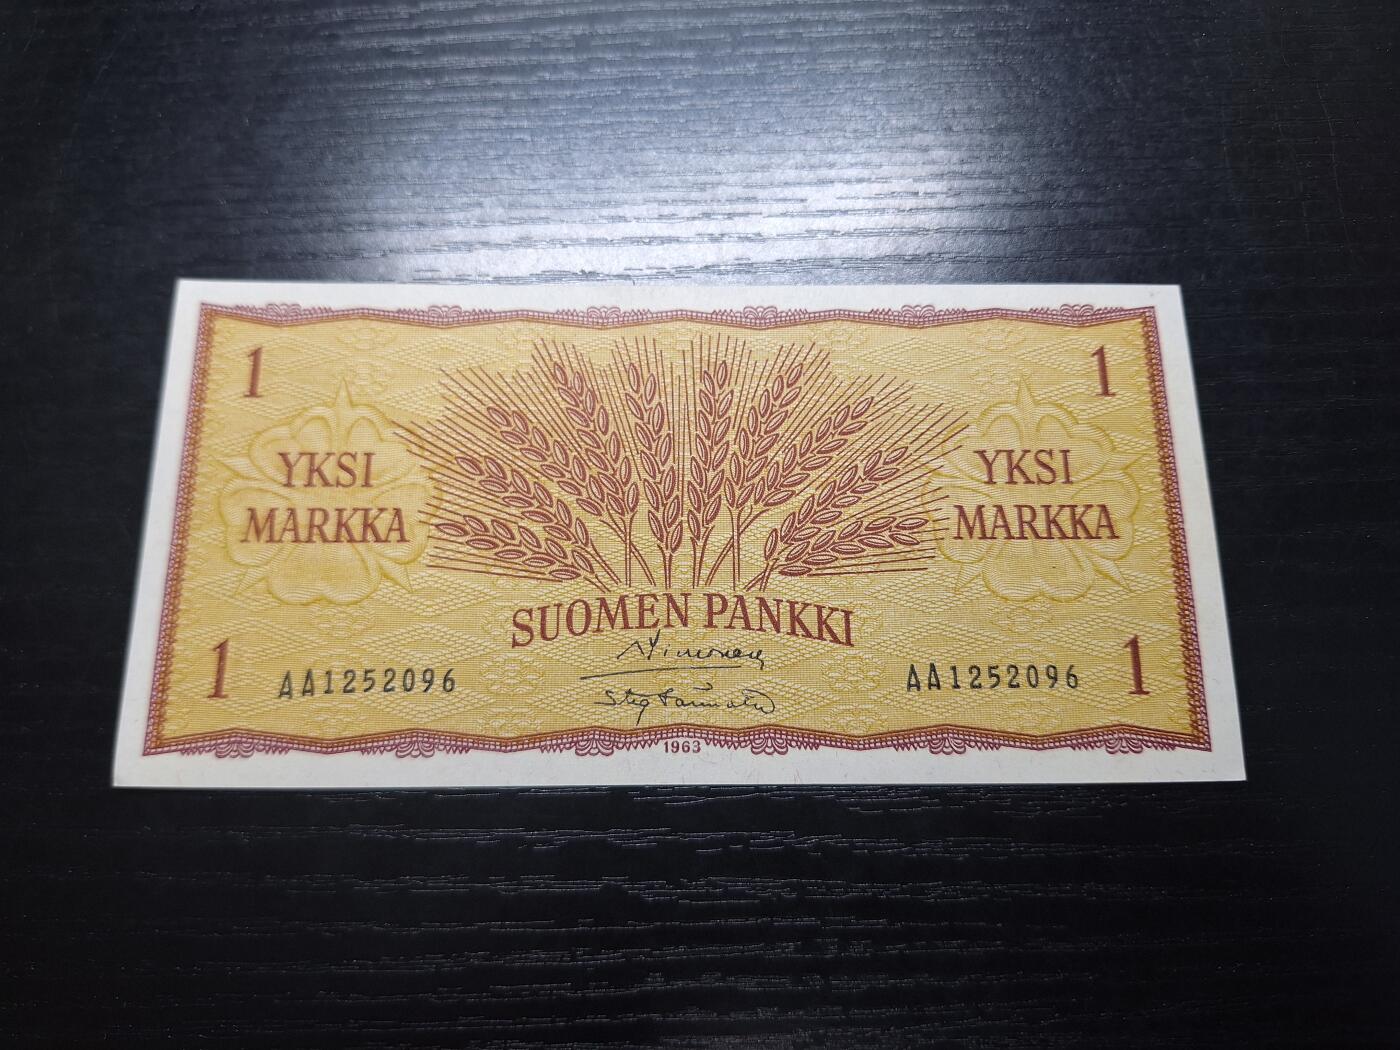 1
1
YKSI
MARKKA
YKSI
MARKKA
SUOMEN PANKKI
1
AA1252096
AA1252096
1
1963